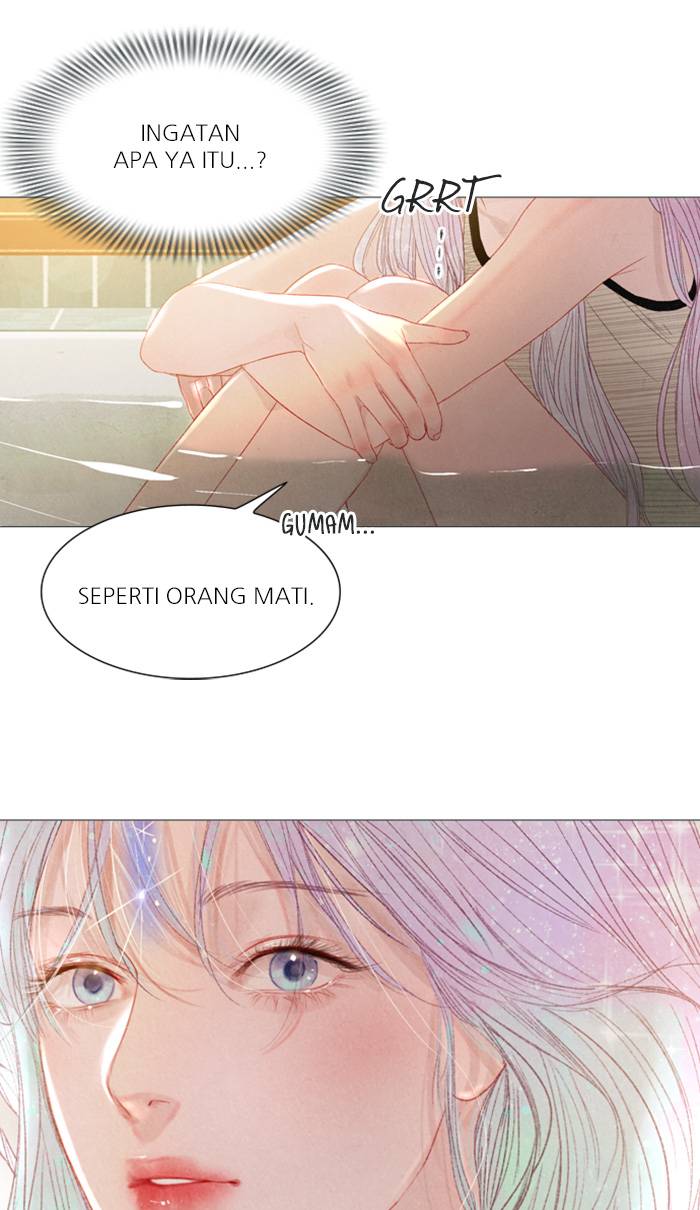 INGATAN
APA YA ITU...?
GRRT
GUMAM...
SEPERTI ORANG MATI.